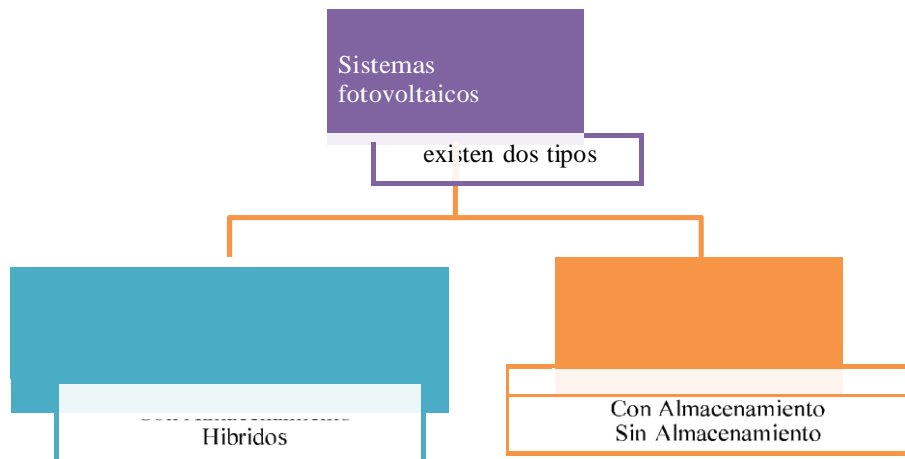 Sistemas
fotovoltaicos
existen dos tipos
Hibridos
Con Almacenamiento
Sin Almacenamiento